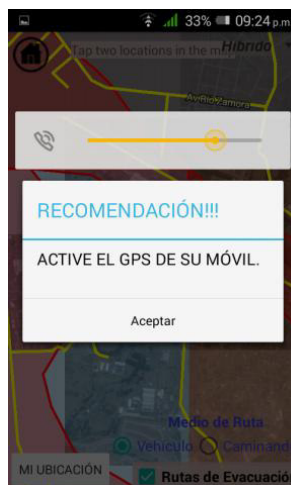 33% 09:24 p.m.
Tap two locations in the m
Híbrido
Av. Río Zamora
RECOMENDACIÓN!!!
ACTIVE EL GPS DE SU MÓVIL.
Aceptar
Medio de Ruta
Vehículo Caminand
MI UBICACIÓN
Rutas de Evacuació